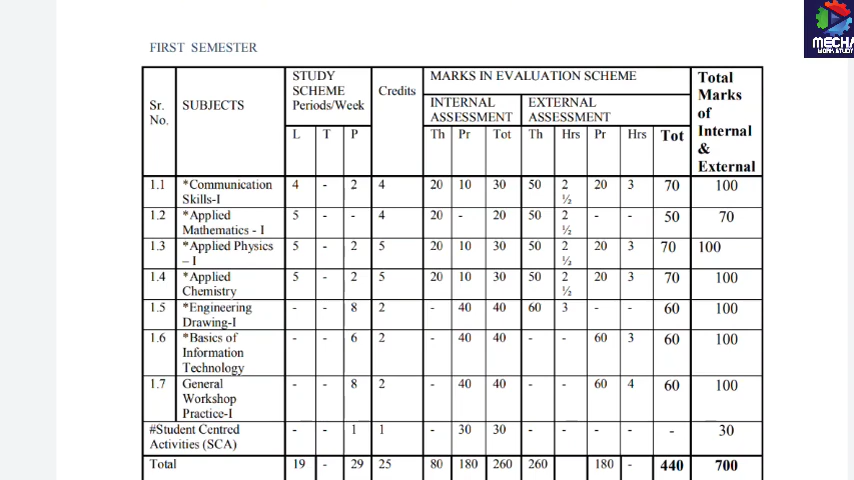 MECHA
WORK STUDY
FIRST SEMESTER
Sr. No. SUBJECTS STUDY SCHEME Periods/Week Credits MARKS IN EVALUATION SCHEME Total Marks of Internal & External
INTERNAL ASSESSMENT EXTERNAL ASSESSMENT
L T P Th Pr Tot Th Hrs Pr Hrs Tot
1.1 *Communication Skills-I 4 - 2 4 20 10 30 50 2 ½ 20 3 70 100
1.2 *Applied Mathematics - I 5 - - 4 20 - 20 50 2 ½ - - 50 70
1.3 *Applied Physics – I 5 - 2 5 20 10 30 50 2 ½ 20 3 70 100
1.4 *Applied Chemistry 5 - 2 5 20 10 30 50 2 ½ 20 3 70 100
1.5 *Engineering Drawing-I - - 8 2 - 40 40 60 3 - - 60 100
1.6 *Basics of Information Technology - - 6 2 - 40 40 - - 60 3 60 100
1.7 General Workshop Practice-I - - 8 2 - 40 40 - - 60 4 60 100
#Student Centred Activities (SCA) - - 1 1 - 30 30 - - - - - 30
Total 19 - 29 25 80 180 260 260 180 - 440 700